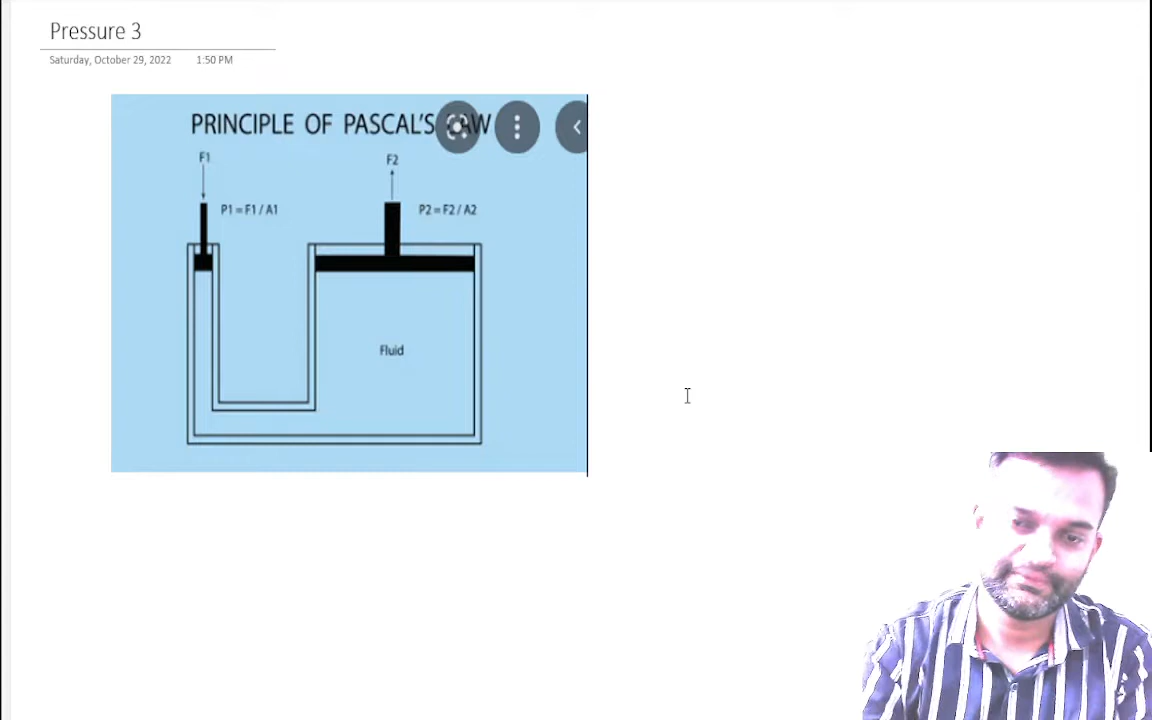 Pressure 3
Saturday, October 29, 2022 1:50 PM
PRINCIPLE OF PASCAL'S LAW
F1 F2
P1 = F1 / A1 P2 = F2 / A2
Fluid